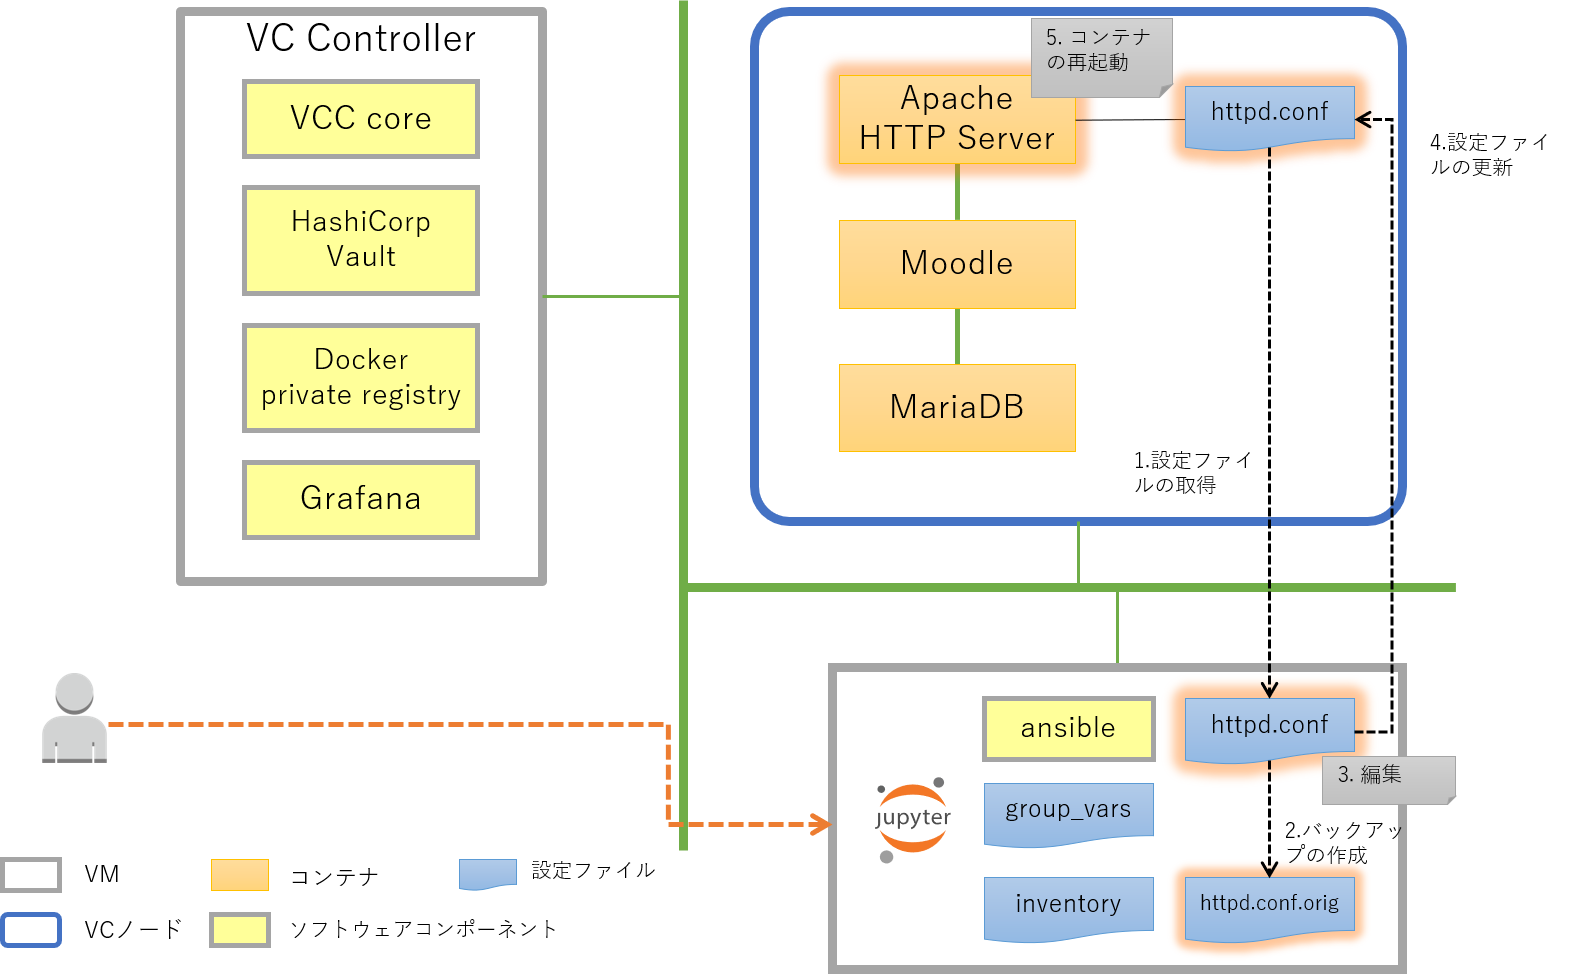 VC Controller
VCC core
HashiCorp
Vault
Docker
private registry
Grafana
5. コンテナ
の再起動
Apache
HTTP Server
httpd.conf
4.設定ファイ
ルの更新
Moodle
MariaDB
1.設定ファイ
ルの取得
ansible
httpd.conf
3. 編集
jupyter
group_vars
2.バックアッ
プの作成
inventory
httpd.conf.orig
VM
コンテナ
設定ファイル
VCノード
ソフトウェアコンポーネント